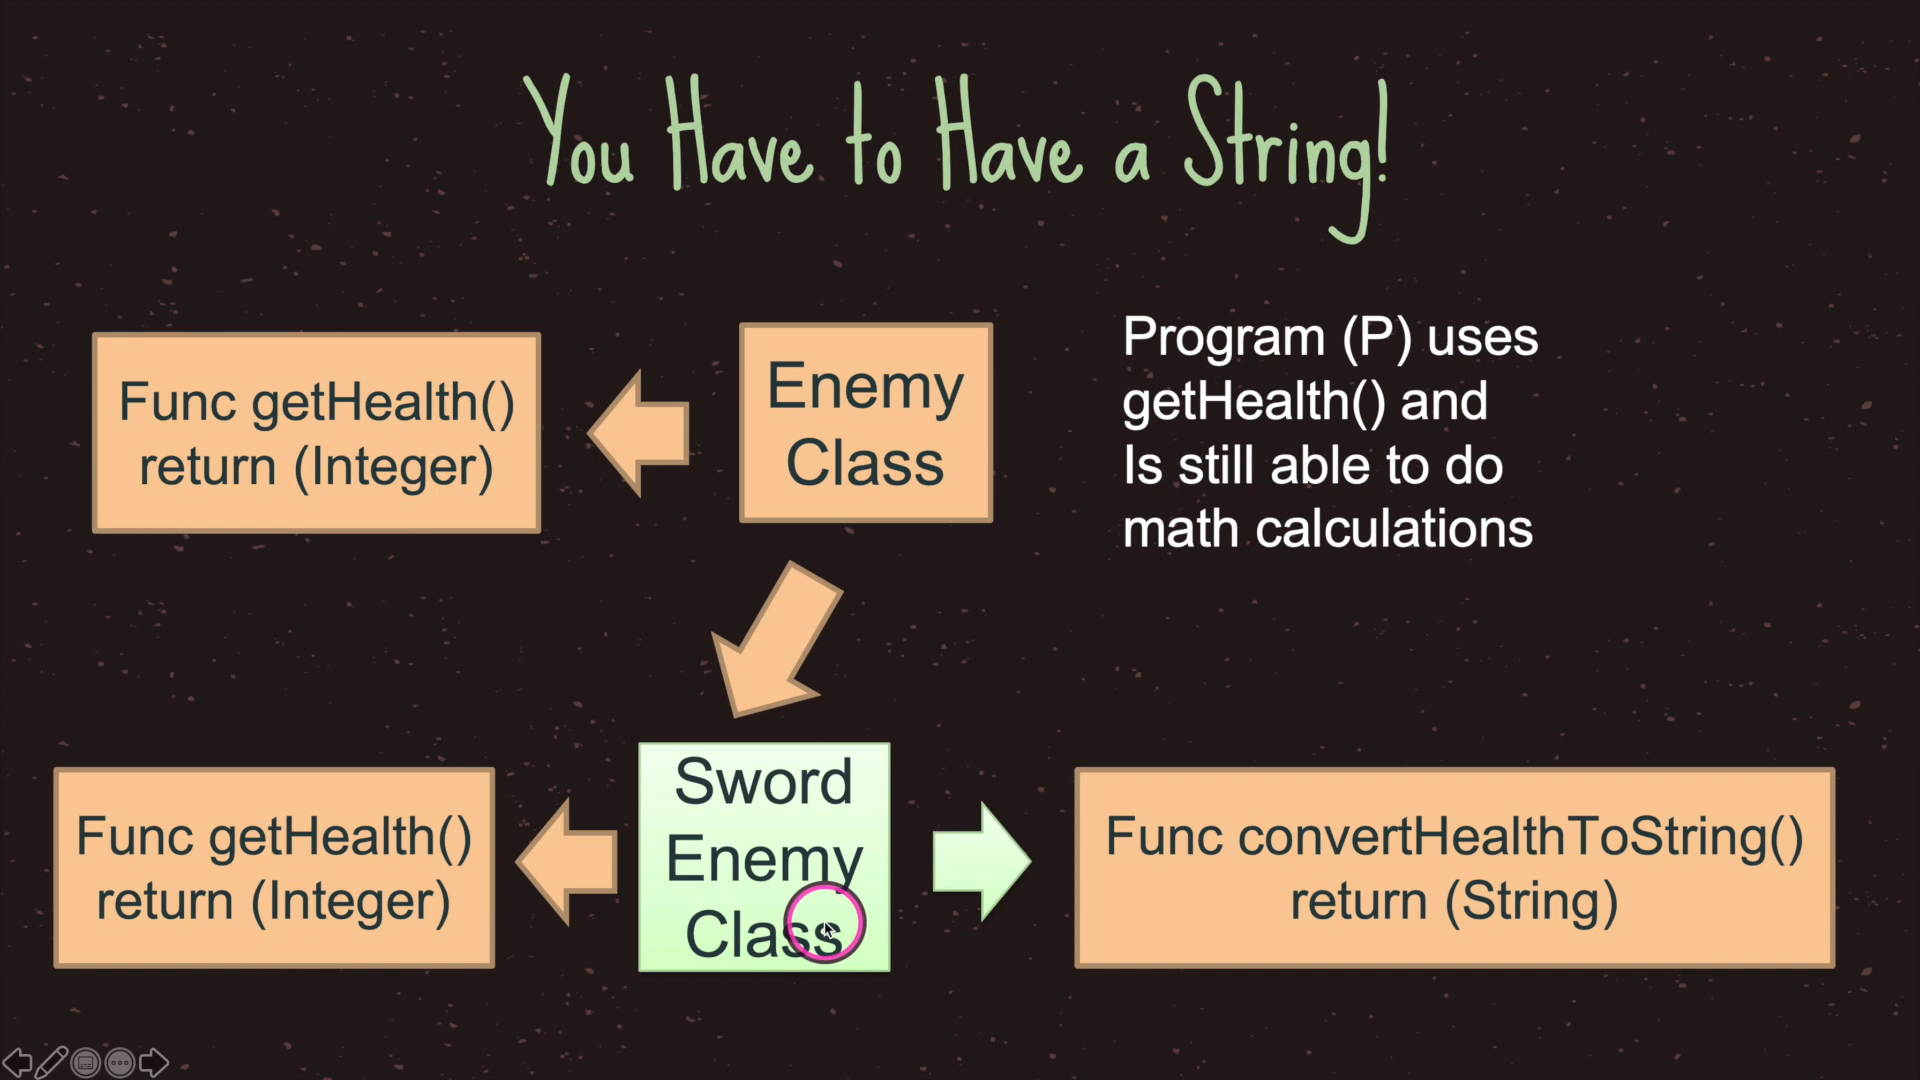 You Have to Have a String!
Func getHealth()
return (Integer)
Enemy
Class
Program (P) uses
getHealth() and
Is still able to do
math calculations
Func getHealth()
return (Integer)
Sword
Enemy
Class
Func convertHealthToString()
return (String)